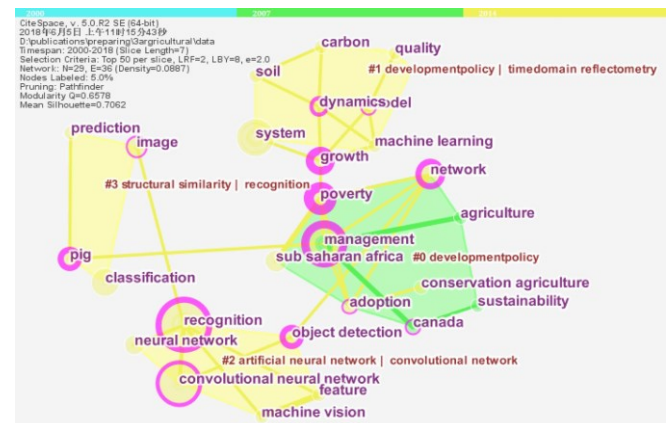 2000 2007 2014
CiteSpace, v. 5.0.R2 SE (64-bit)
2018年6月5日 上午11时15分43秒
D:\publications\preparing\3argricultural\data
Timespan: 2000-2018 (Slice Length=7)
Selection Criteria: Top 50 per slice, LRF=2, LBY=8, e=2.0
Network: N=29, E=36 (Density=0.0887)
Nodes Labeled: 5.0%
Pruning: Pathfinder
Modularity Q=0.6578
Mean Silhouette=0.7062
carbon
quality
soil
#1 developmentpolicy | timedomain reflectometry
dynamics
system
machine learning
prediction
image
growth
network
#3 structural similarity | recognition
poverty
agriculture
management
pig
sub saharan africa
#0 developmentpolicy
classification
conservation agriculture
adoption
sustainability
recognition
canada
neural network
object detection
#2 artificial neural network | convolutional network
convolutional neural network
feature
machine vision